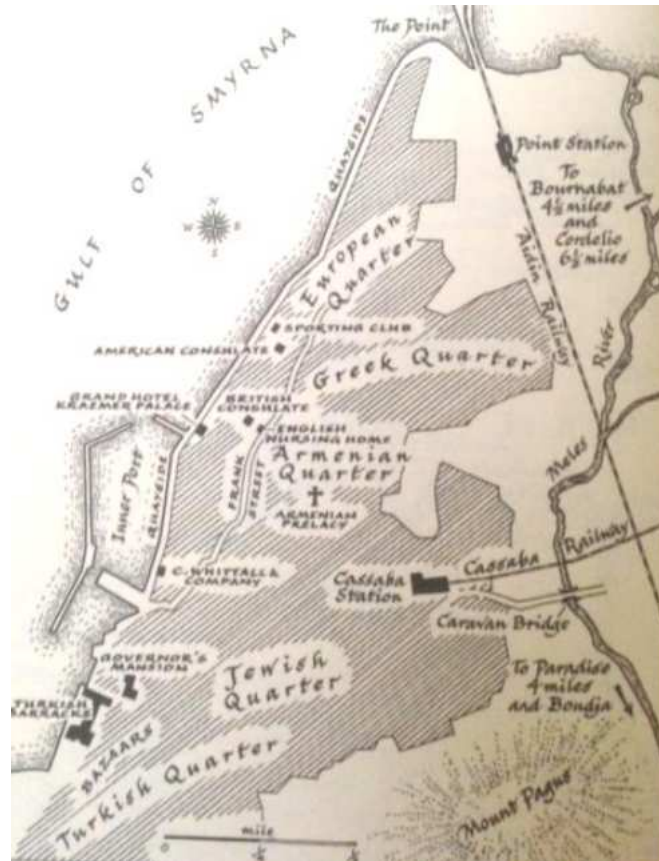 The Point
GULF OF SMYRNA
QUAYSIDE
Point Station
To
Bournabat
4½ miles
and
Cordelio
6½ miles
N
W
E
S
European
Quarter
Aidin Railway
SPORTING CLUB
AMERICAN CONSULATE
Greek Quarter
River
Meles
GRAND HOTEL
KRAEMER PALACE
BRITISH
CONSULATE
ENGLISH
NURSING HOME
Armenian
Quarter
Inner Port
QUAYSIDE
FRANK
STREET
ARMENIAN
PRELACY
C. WHITTALL &
COMPANY
Cassaba
Station
Cassaba
Railway
Caravan Bridge
GOVERNOR'S
MANSION
Jewish
Quarter
To Paradise
4 miles
and Boudja
TURKISH
BARRACKS
BAZAARS
Turkish Quarter
Mount Pagus
mile
0